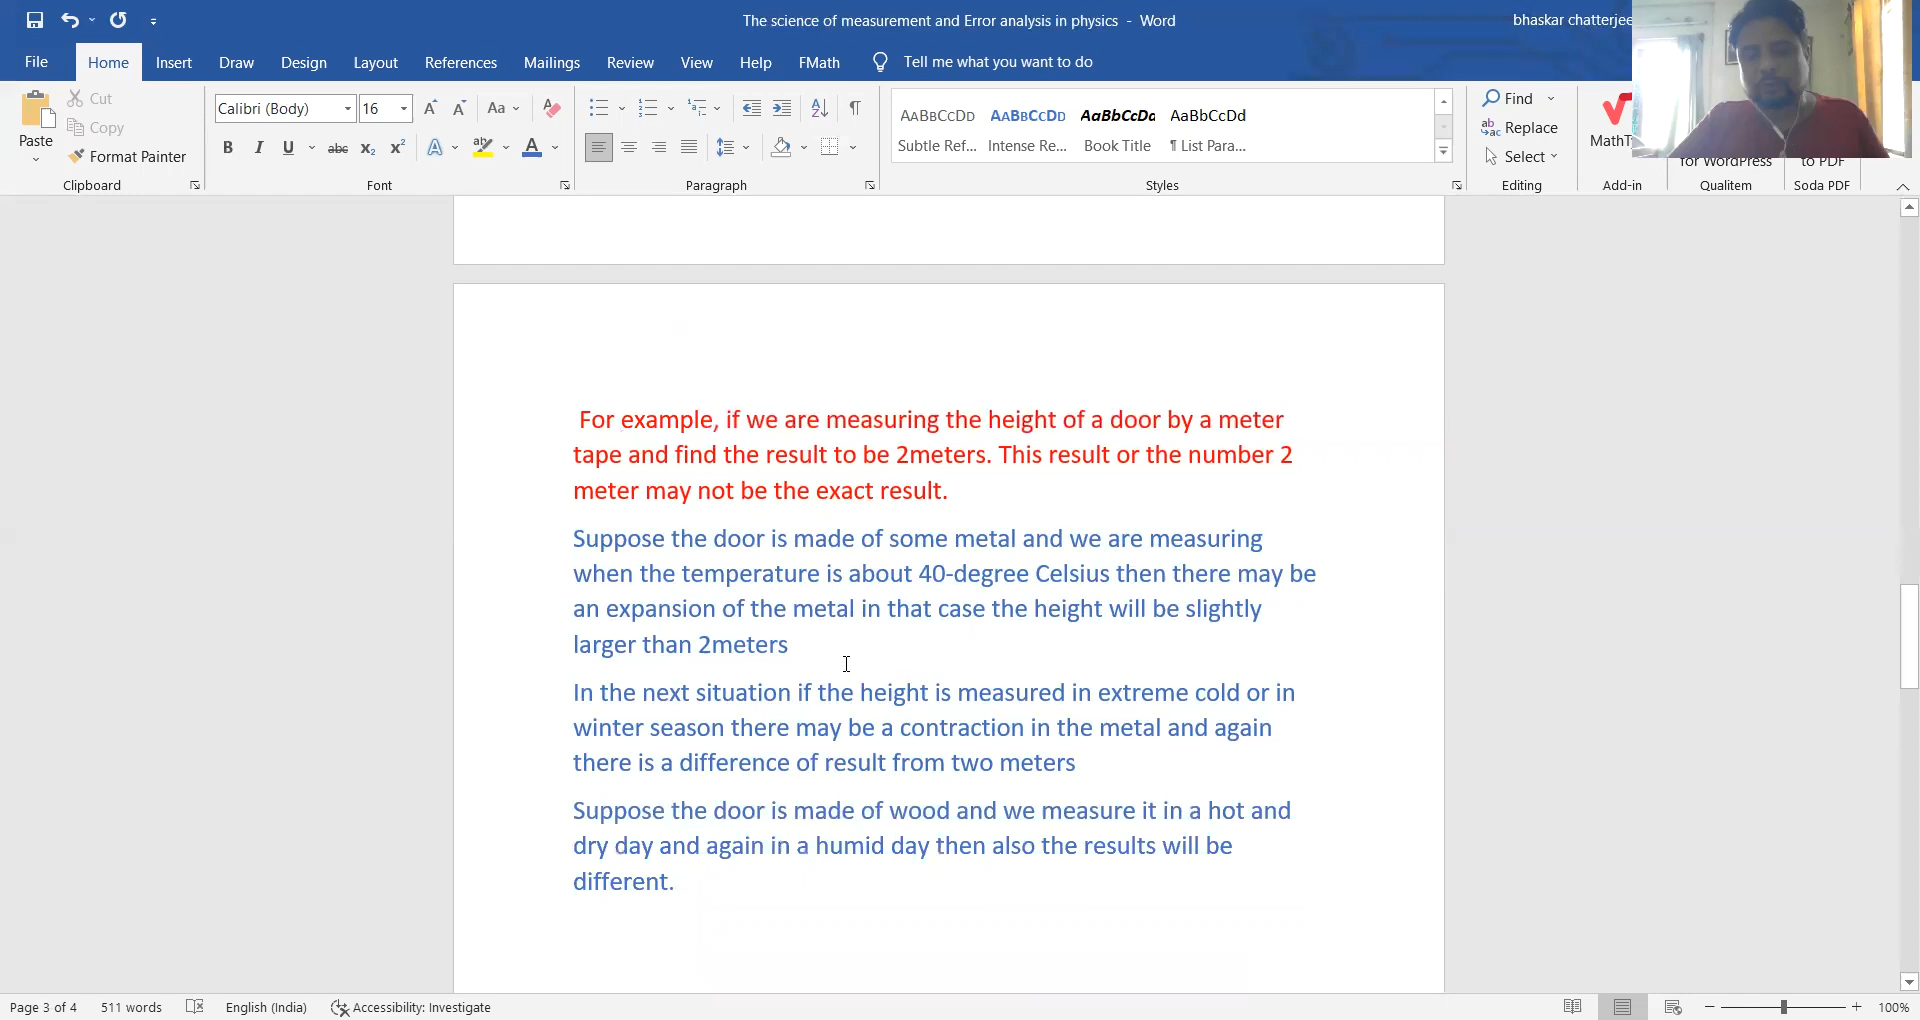 The science of measurement and Error analysis in physics - Word
bhaskar chatterjee
File Home Insert Draw Design Layout References Mailings Review View Help FMath Tell me what you want to do
Paste
Cut
Copy
Format Painter
Clipboard
Calibri (Body) 16
Font
Paragraph
AaBbCcDd AaBbCcDd AaBbCcDd AaBbCcDd
Subtle Ref... Intense Re... Book Title ¶ List Para...
Styles
Find
Replace
Select
Editing
Add-in
for WordPress
Qualitem
to PDF
Soda PDF
For example, if we are measuring the height of a door by a meter
tape and find the result to be 2meters. This result or the number 2
meter may not be the exact result.
Suppose the door is made of some metal and we are measuring
when the temperature is about 40-degree Celsius then there may be
an expansion of the metal in that case the height will be slightly
larger than 2meters
In the next situation if the height is measured in extreme cold or in
winter season there may be a contraction in the metal and again
there is a difference of result from two meters
Suppose the door is made of wood and we measure it in a hot and
dry day and again in a humid day then also the results will be
different.
Page 3 of 4 511 words English (India) Accessibility: Investigate 100%